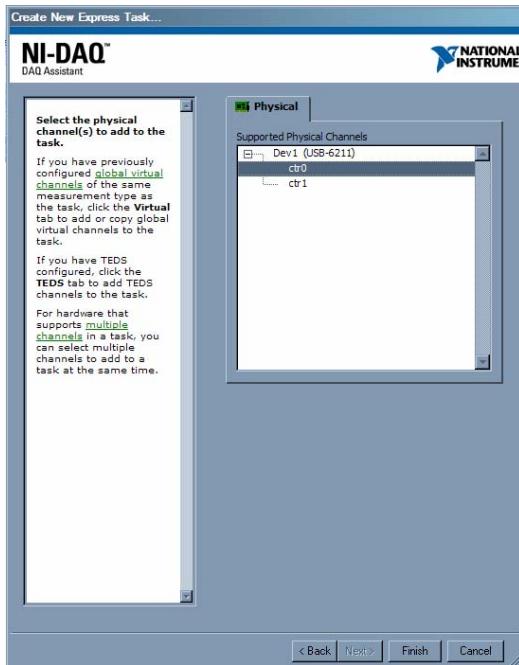 Create New Express Task...
NI-DAQ™
DAQ Assistant
NATIONAL
INSTRUME
Select the physical
channel(s) to add to the
task.
If you have previously
configured global virtual
channels of the same
measurement type as
the task, click the Virtual
tab to add or copy global
virtual channels to the
task.
If you have TEDS
configured, click the
TEDS tab to add TEDS
channels to the task.
For hardware that
supports multiple
channels in a task, you
can select multiple
channels to add to a
task at the same time.
Physical
Supported Physical Channels
Dev1 (USB-6211)
ctr0
ctr1
< Back
Next >
Finish
Cancel